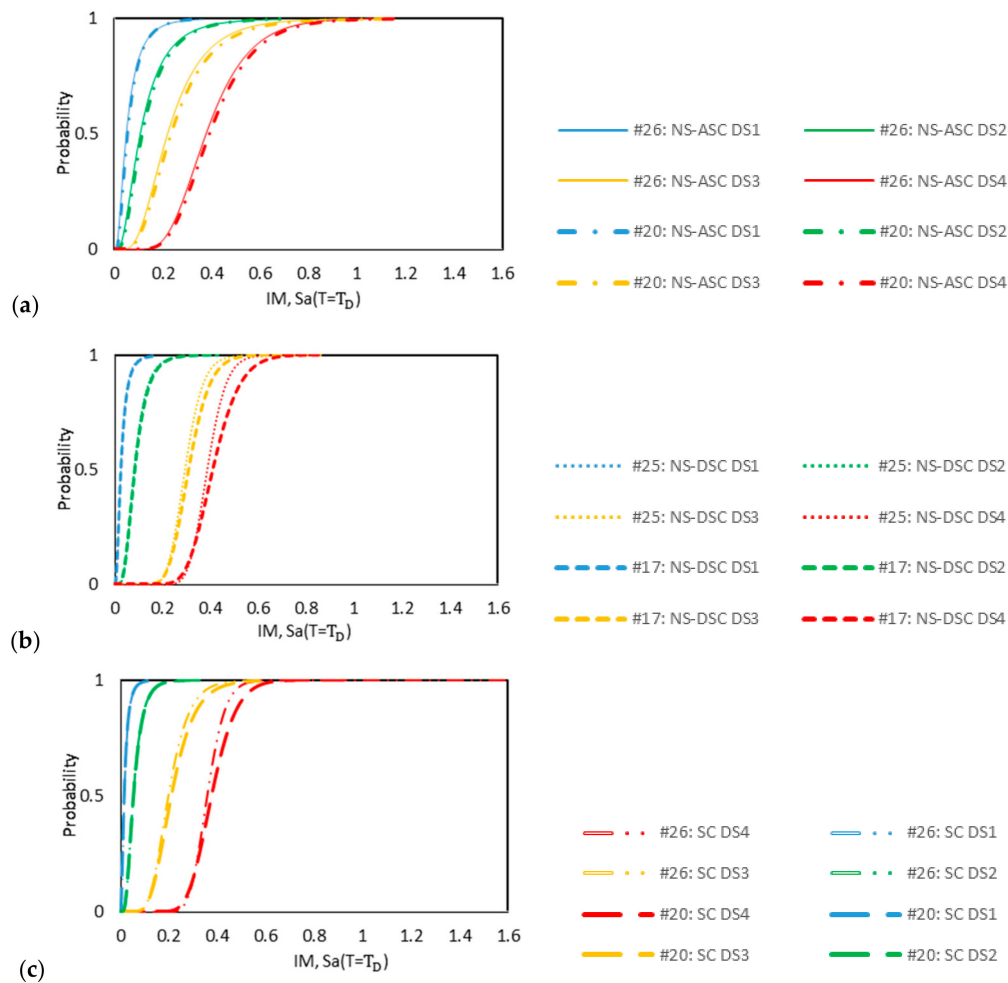 1
0.5
0
Probability
0 0.2 0.4 0.6 0.8 1 1.2 1.4 1.6
IM, Sa(T=T_D)
(a)
#26: NS-ASC DS1 #26: NS-ASC DS2
#26: NS-ASC DS3 #26: NS-ASC DS4
#20: NS-ASC DS1 #20: NS-ASC DS2
#20: NS-ASC DS3 #20: NS-ASC DS4
1
0.5
0
Probability
0 0.2 0.4 0.6 0.8 1 1.2 1.4 1.6
IM, Sa(T=T_D)
(b)
#25: NS-DSC DS1 #25: NS-DSC DS2
#25: NS-DSC DS3 #25: NS-DSC DS4
#17: NS-DSC DS1 #17: NS-DSC DS2
#17: NS-DSC DS3 #17: NS-DSC DS4
1
0.5
0
Probability
0 0.2 0.4 0.6 0.8 1 1.2 1.4 1.6
IM, Sa(T=T_D)
(c)
#26: SC DS4 #26: SC DS1
#26: SC DS3 #26: SC DS2
#20: SC DS4 #20: SC DS1
#20: SC DS3 #20: SC DS2